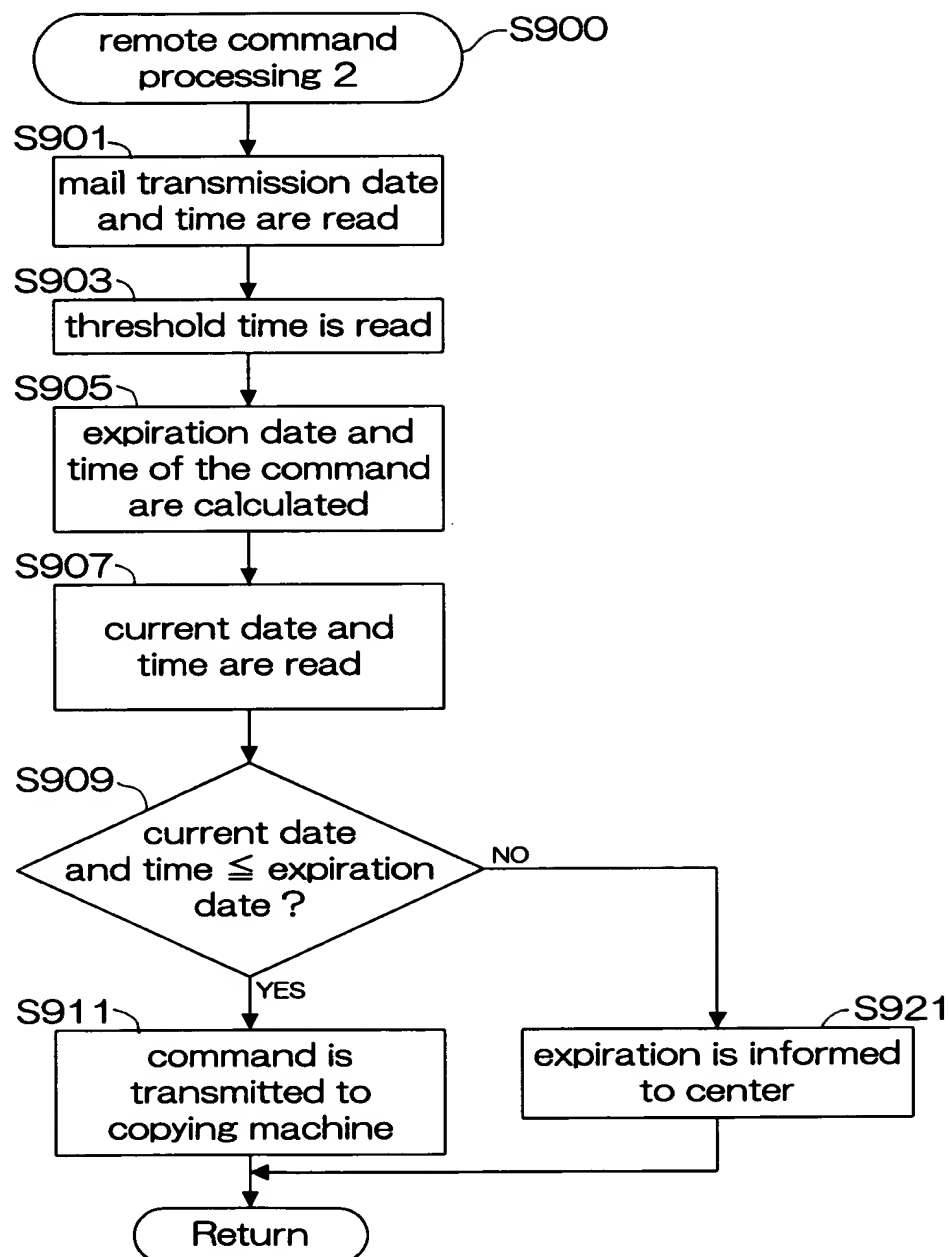 remote command
processing 2
S900
S901
mail transmission date
and time are read
S903
threshold time is read
S905
expiration date and
time of the command
are calculated
S907
current date and
time are read
S909
current date
and time ≦ expiration
date ?
NO
YES
S911
command is
transmitted to
copying machine
S921
expiration is informed
to center
Return